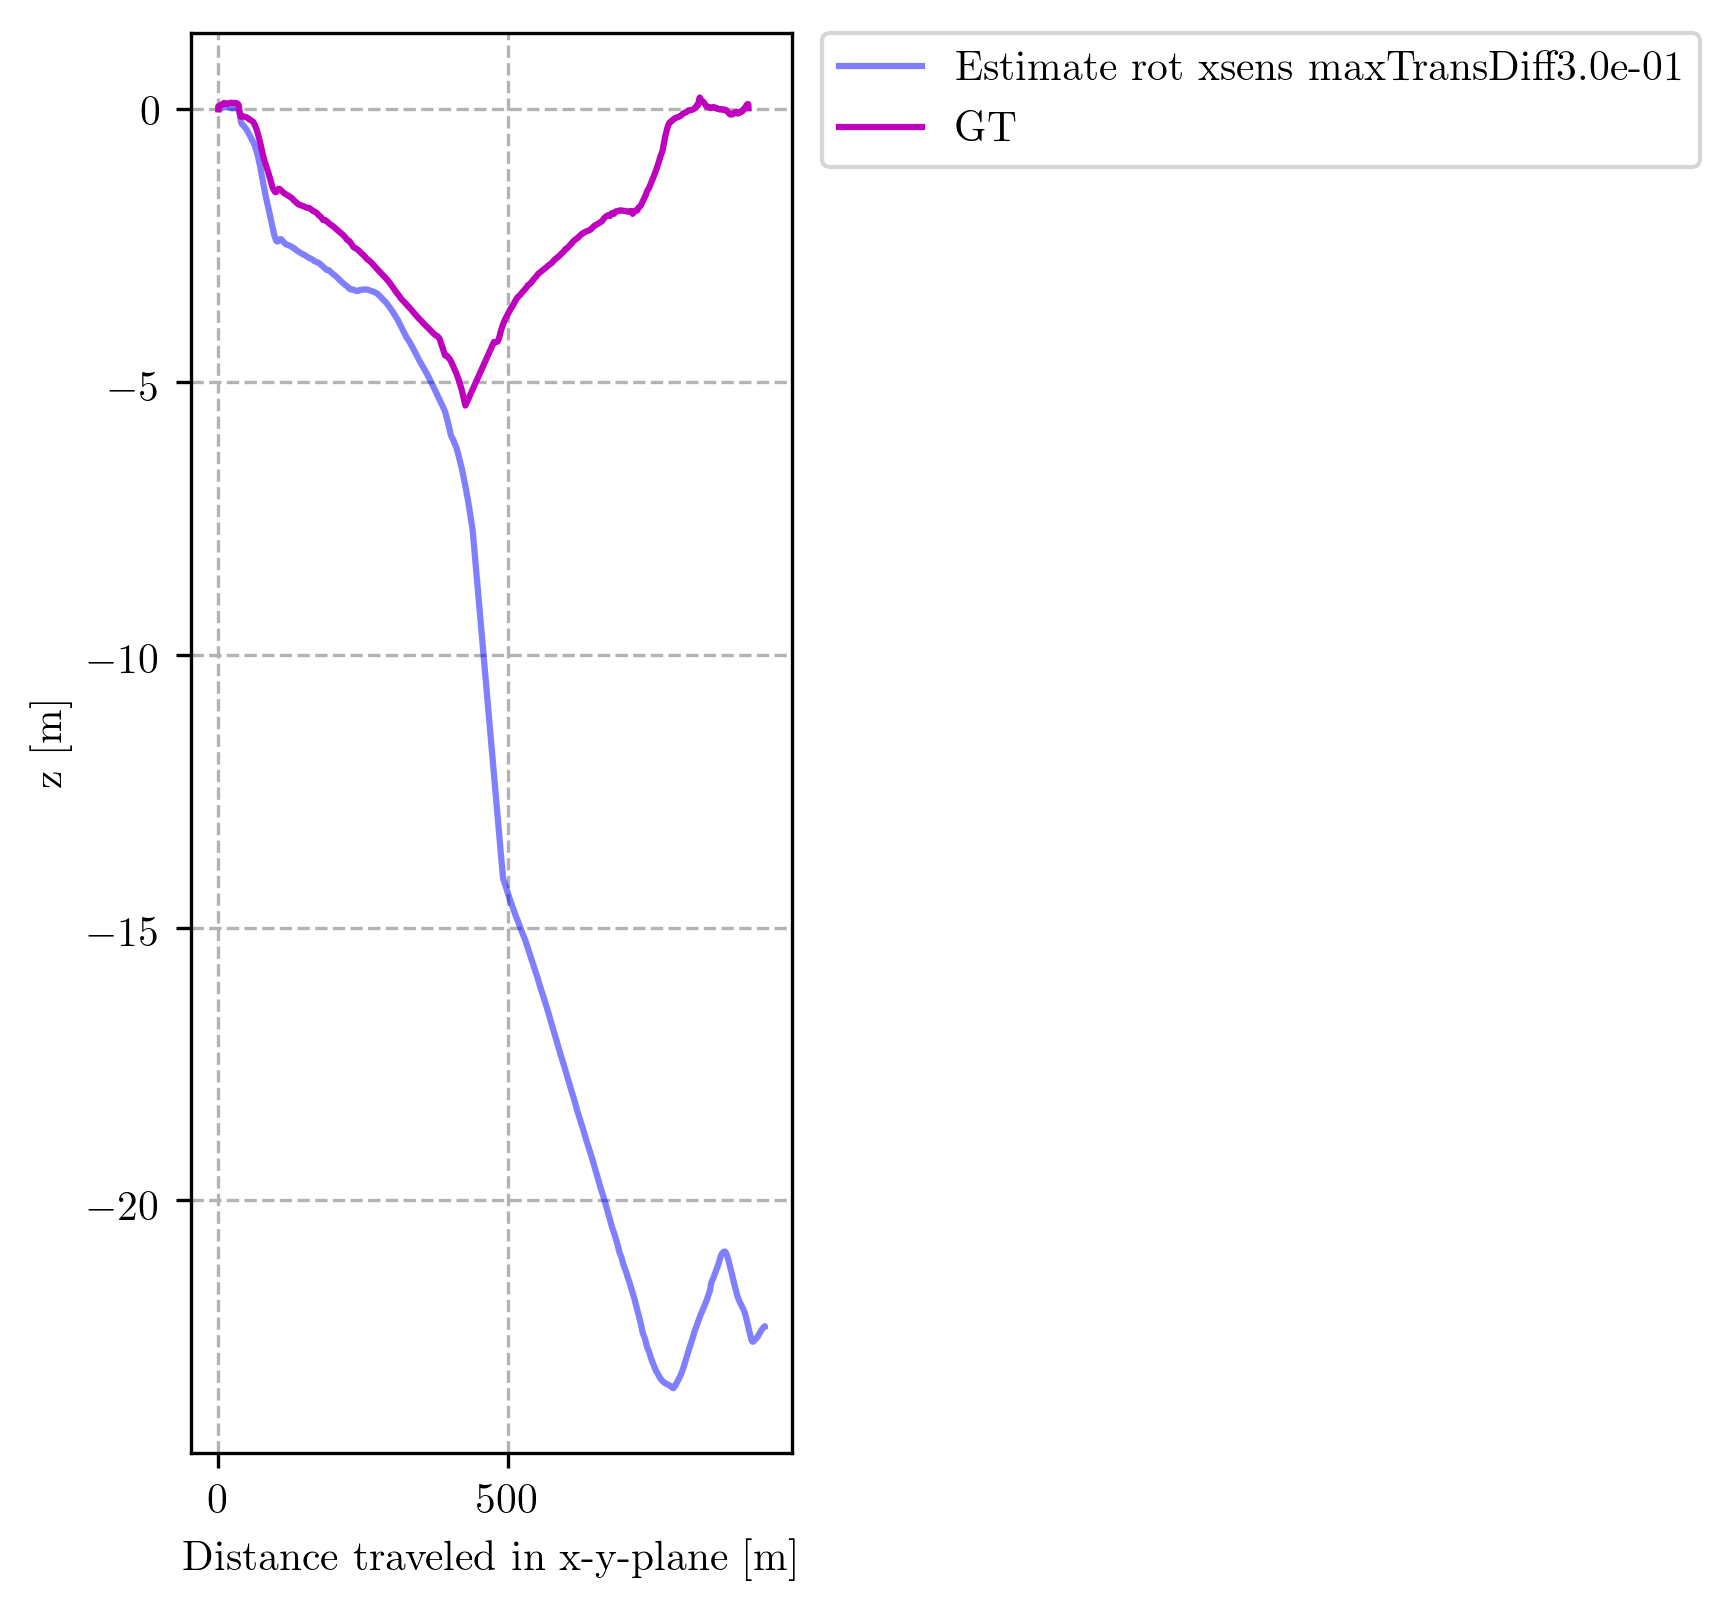 Estimate rot xsens maxTransDiff3.0e-01
GT
0
−5
−10
−15
−20
z [m]
0 500
Distance traveled in x-y-plane [m]